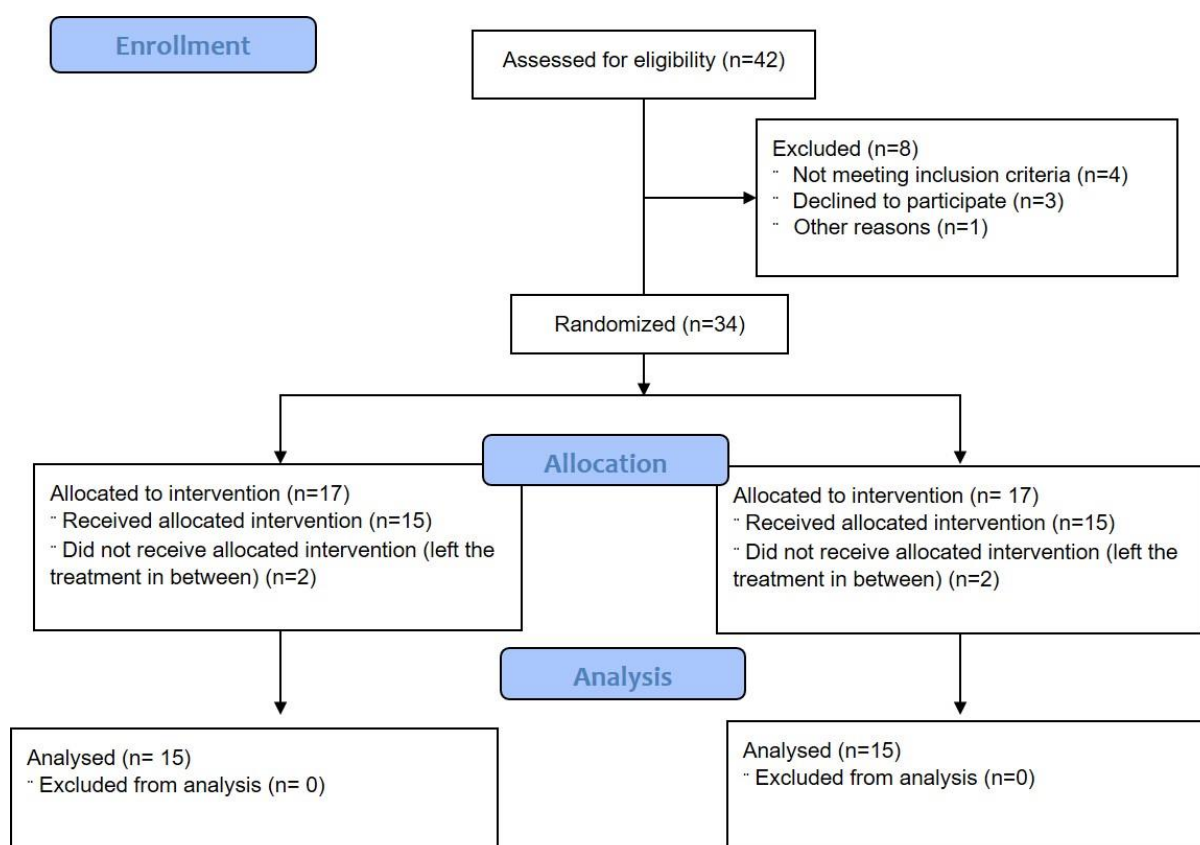 Enrollment
Assessed for eligibility (n=42)
Excluded (n=8)
¨ Not meeting inclusion criteria (n=4)
¨ Declined to participate (n=3)
¨ Other reasons (n=1)
Randomized (n=34)
Allocation
Allocated to intervention (n=17)
¨ Received allocated intervention (n=15)
¨ Did not receive allocated intervention (left the
treatment in between) (n=2)
Allocated to intervention (n= 17)
¨ Received allocated intervention (n=15)
¨ Did not receive allocated intervention (left the
treatment in between) (n=2)
Analysis
Analysed (n= 15)
¨ Excluded from analysis (n= 0)
Analysed (n=15)
¨ Excluded from analysis (n=0)